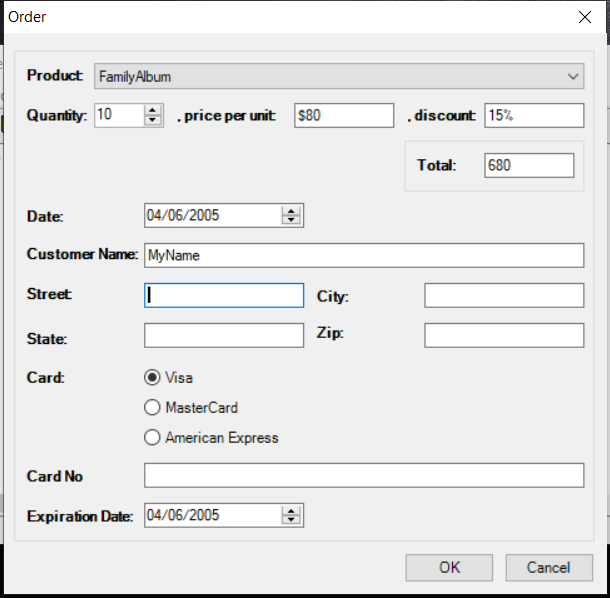 Order
Product: FamilyAlbum
Quantity: 10 . price per unit: $80 . discount: 15%
Total: 680
Date: 04/06/2005
Customer Name: MyName
Street: City:
State: Zip:
Card: Visa
MasterCard
American Express
Card No
Expiration Date: 04/06/2005
OK Cancel